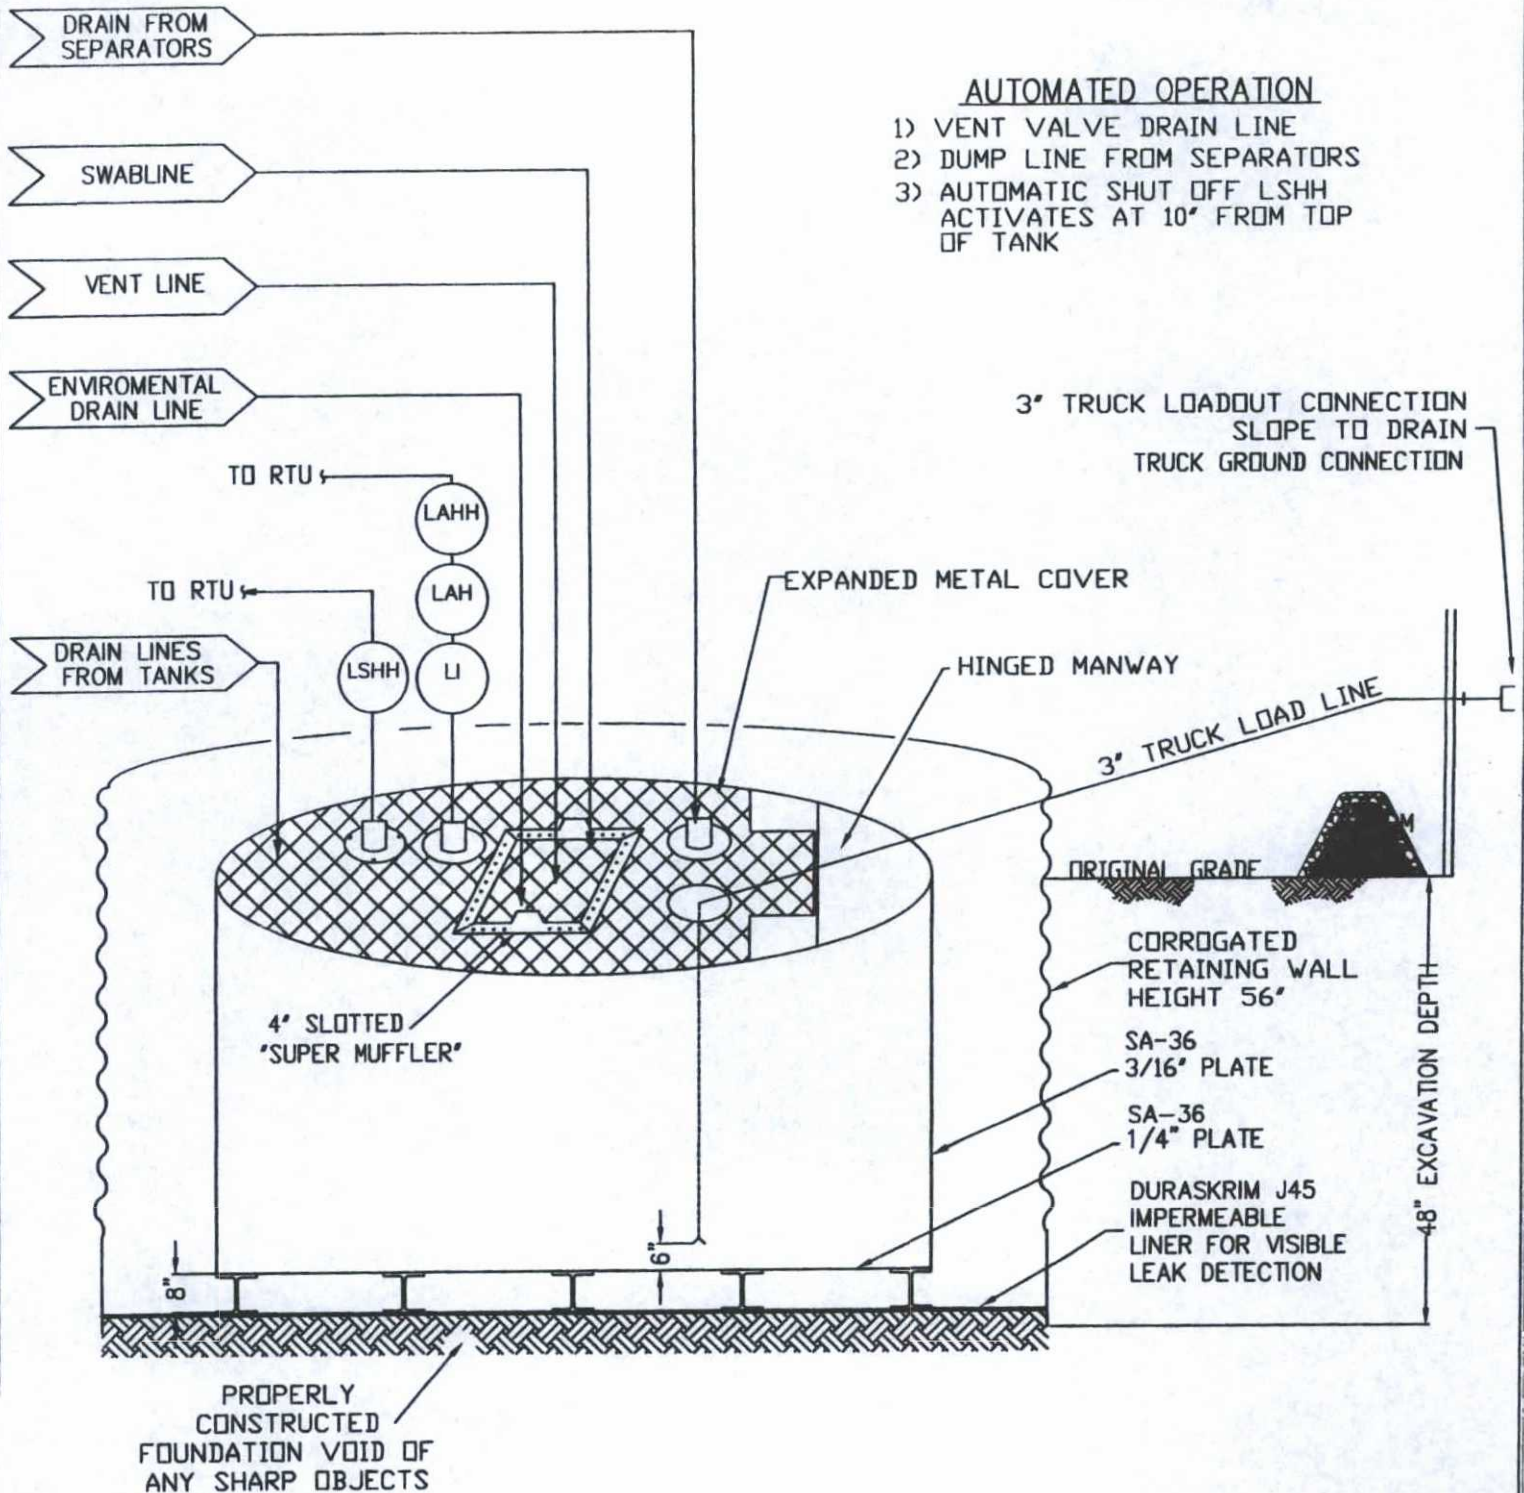 DRAIN FROM
SEPARATORS
SWABLINE
VENT LINE
ENVIROMENTAL
DRAIN LINE
DRAIN LINES
FROM TANKS
AUTOMATED OPERATION
1) VENT VALVE DRAIN LINE
2) DUMP LINE FROM SEPARATORS
3) AUTOMATIC SHUT OFF LSHH
ACTIVATES AT 10" FROM TOP
OF TANK
3" TRUCK LOADOUT CONNECTION
SLOPE TO DRAIN
TRUCK GROUND CONNECTION
TO RTU
LAHH
LAH
LI
TO RTU
LSHH
EXPANDED METAL COVER
HINGED MANWAY
3" TRUCK LOAD LINE
M
ORIGINAL GRADE
CORROGATED
RETAINING WALL
HEIGHT 56"
SA-36
3/16" PLATE
SA-36
1/4" PLATE
DURASKRIM J45
IMPERMEABLE
LINER FOR VISIBLE
LEAK DETECTION
48" EXCAVATION DEPTH
4" SLOTTED
"SUPER MUFFLER"
8"
6"
PROPERLY
CONSTRUCTED
FOUNDATION VOID OF
ANY SHARP OBJECTS